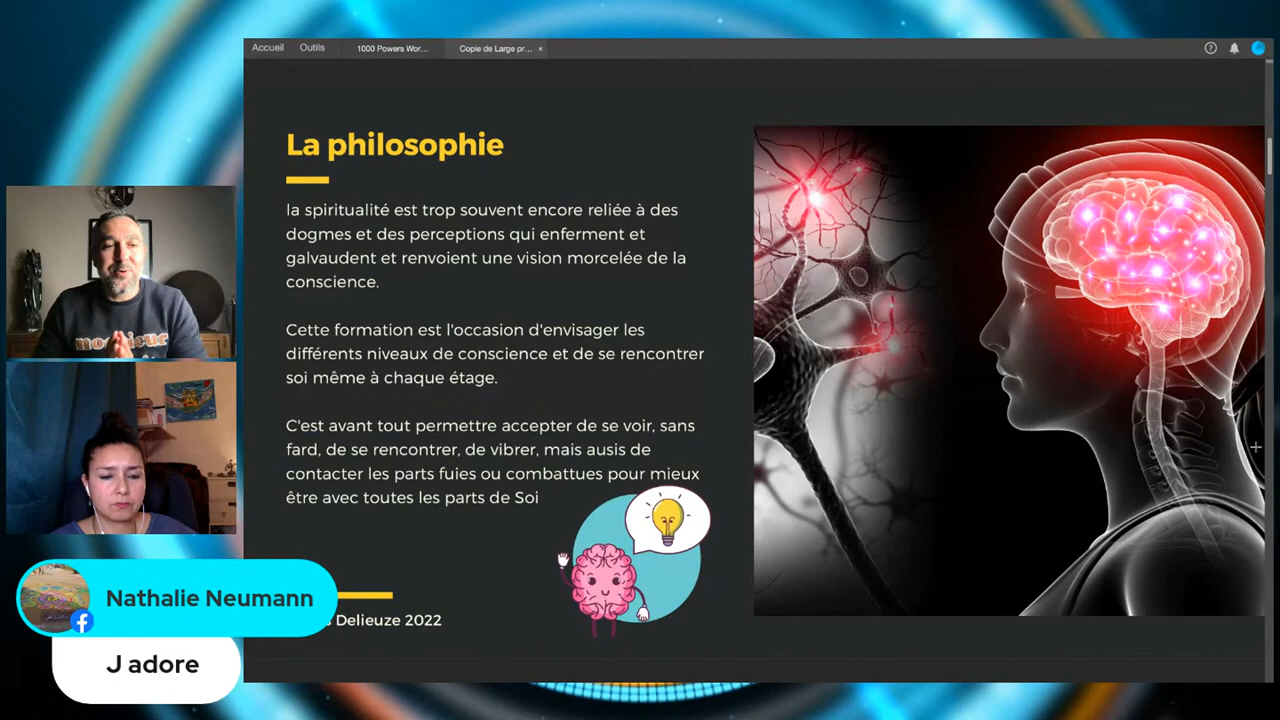 Accueil Outils 1000 Powers Wor... Copie de Large pr... ×
La philosophie
la spiritualité est trop souvent encore reliée à des
dogmes et des perceptions qui enferment et
galvaudent et renvoient une vision morcelée de la
conscience.
Cette formation est l'occasion d'envisager les
différents niveaux de conscience et de se rencontrer
soi même à chaque étage.
C'est avant tout permettre accepter de se voir, sans
fard, de se rencontrer, de vibrer, mais ausis de
contacter les parts fuies ou combattues pour mieux
être avec toutes les parts de Soi
Delieuze 2022
monsieur
Nathalie Neumann
J adore